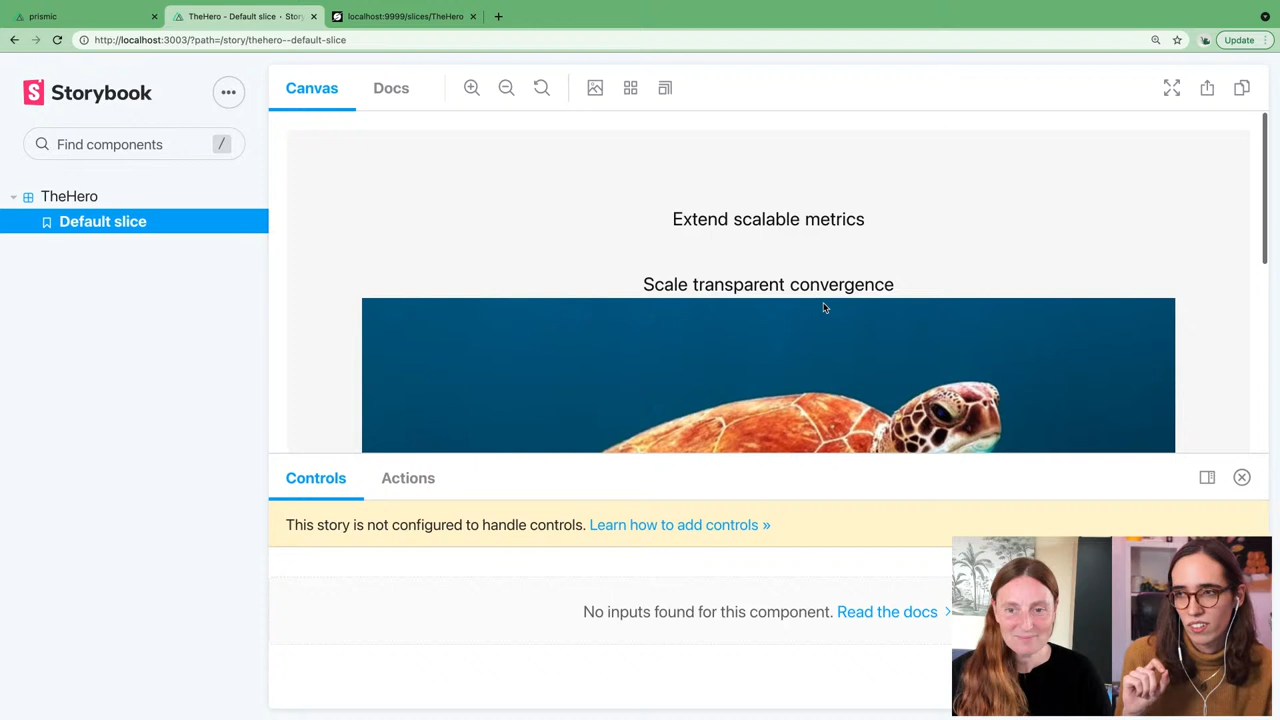 prismic
TheHero - Default slice · Story
localhost:9999/slices/TheHero
http://localhost:3003/?path=/story/thehero--default-slice
Update
Storybook
Canvas
Docs
Find components
/
TheHero
Default slice
Extend scalable metrics
Scale transparent convergence
Controls
Actions
This story is not configured to handle controls. Learn how to add controls »
No inputs found for this component. Read the docs